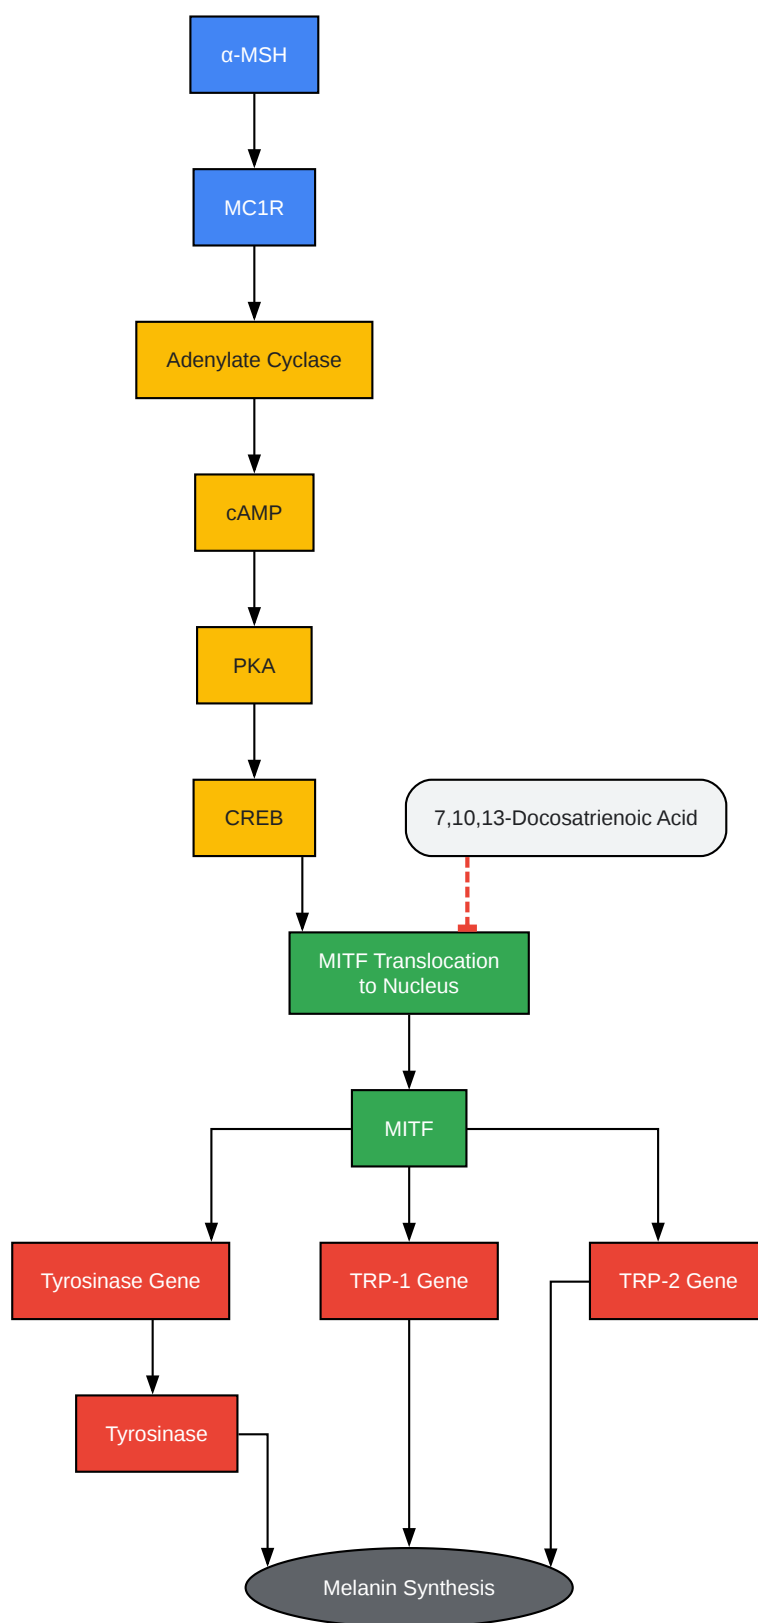 α-MSH
MC1R
Adenylate Cyclase
cAMP
PKA
CREB
7,10,13-Docosatrienoic Acid
MITF Translocation
to Nucleus
MITF
Tyrosinase Gene
TRP-1 Gene
TRP-2 Gene
Tyrosinase
Melanin Synthesis